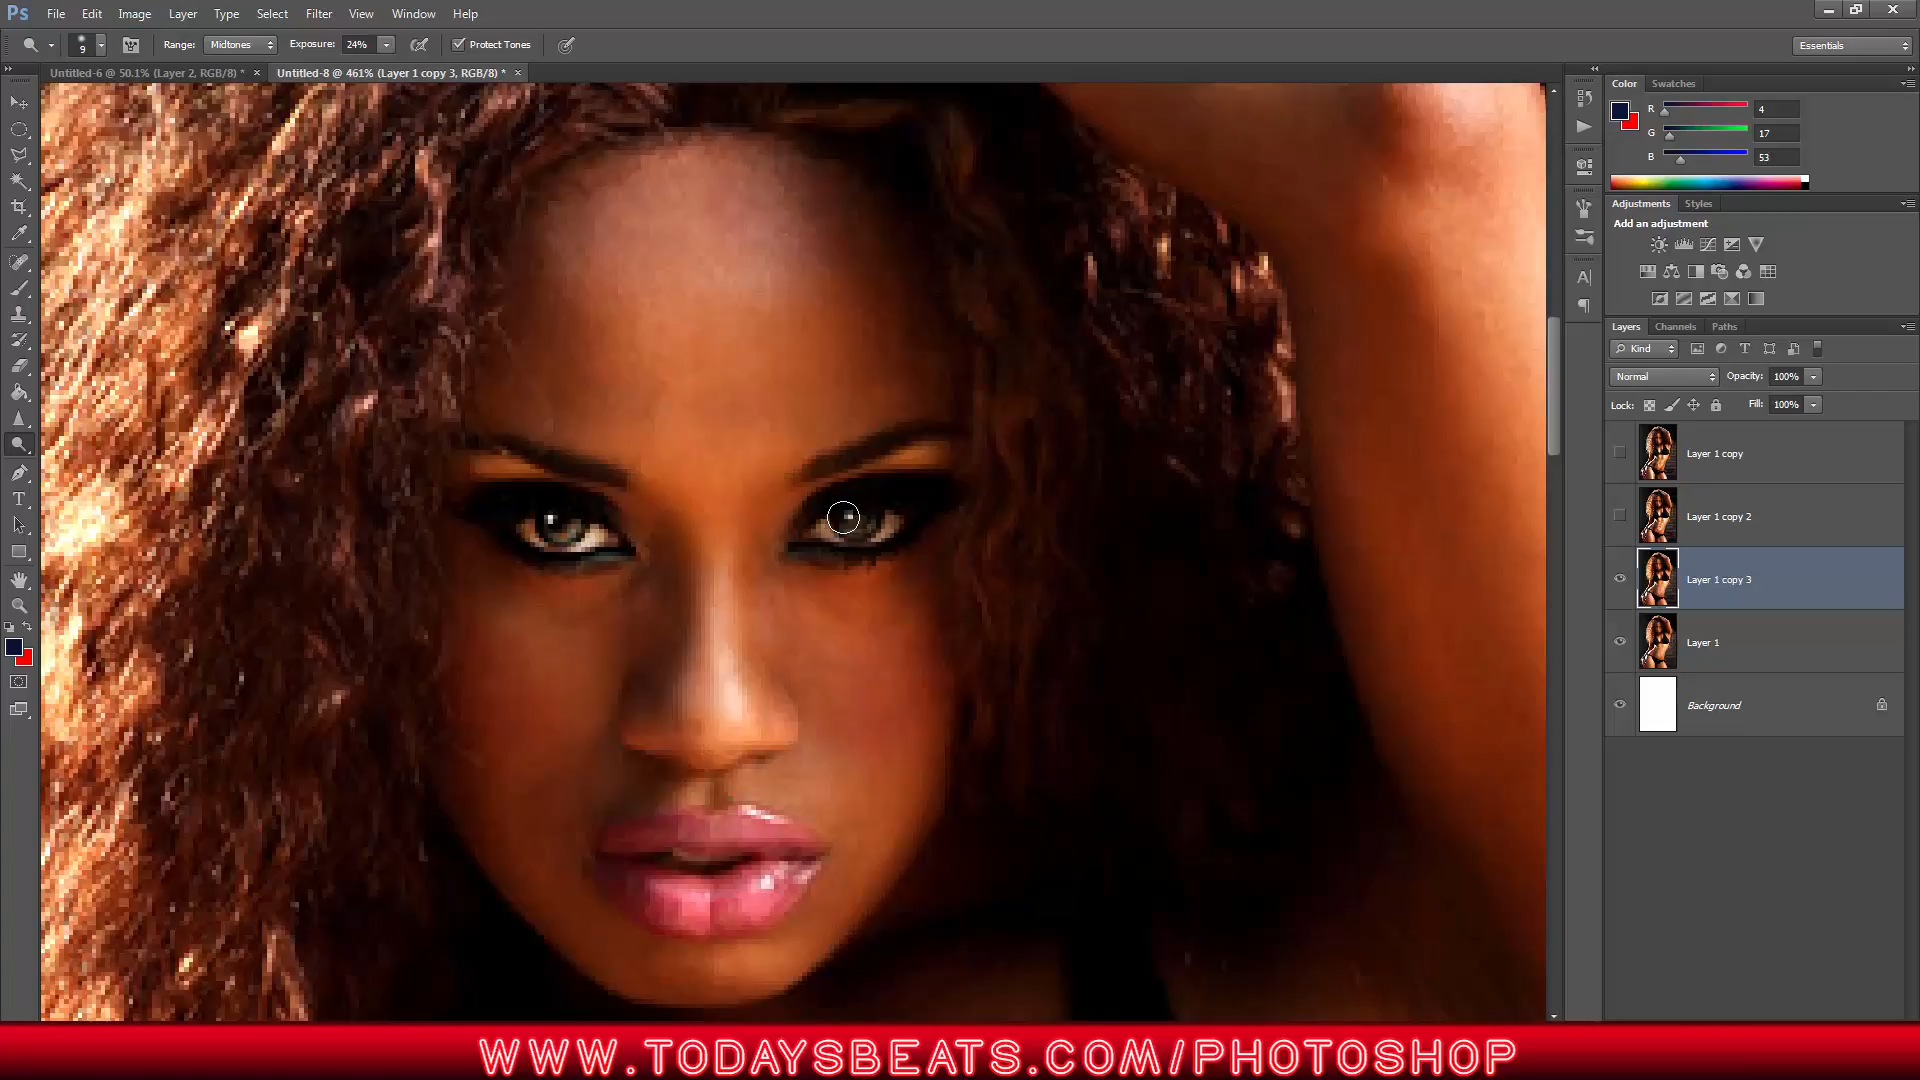 Ps File Edit Image Layer Type Select Filter View Window Help
9 Range: Midtones Exposure: 24% Protect Tones Essentials
Untitled-6 @ 50.1% (Layer 2, RGB/8) * × Untitled-8 @ 461% (Layer 1 copy 3, RGB/8) * ×
Color Swatches
R 4
G 17
B 53
Adjustments Styles
Add an adjustment
Layers Channels Paths
Kind
Normal Opacity: 100%
Lock: Fill: 100%
Layer 1 copy
Layer 1 copy 2
Layer 1 copy 3
Layer 1
Background
WWW.TODAYSBEATS.COM/PHOTOSHOP